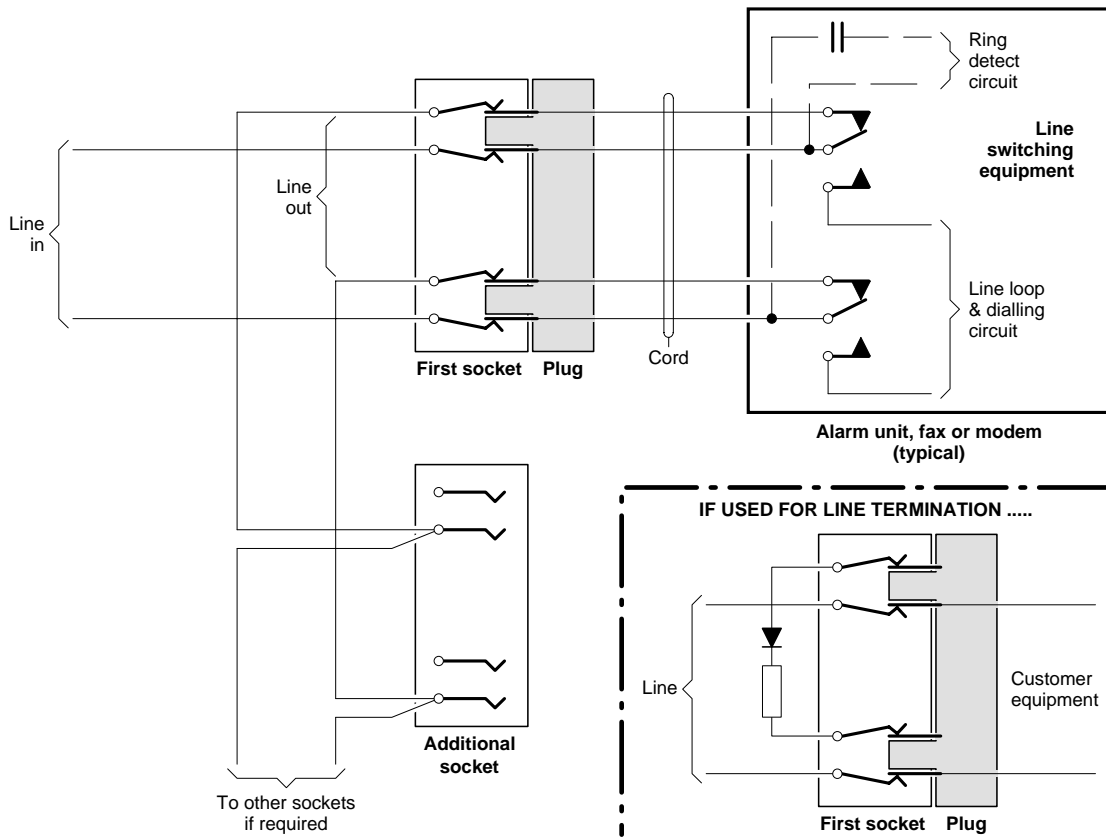 Ring
detect
circuit
Line
switching
equipment
Line
out
Line
in
Line loop
& dialling
circuit
Cord
First socket
Plug
Alarm unit, fax or modem
(typical)
IF USED FOR LINE TERMINATION .....
Line
Customer
equipment
Additional
socket
To other sockets
if required
First socket
Plug